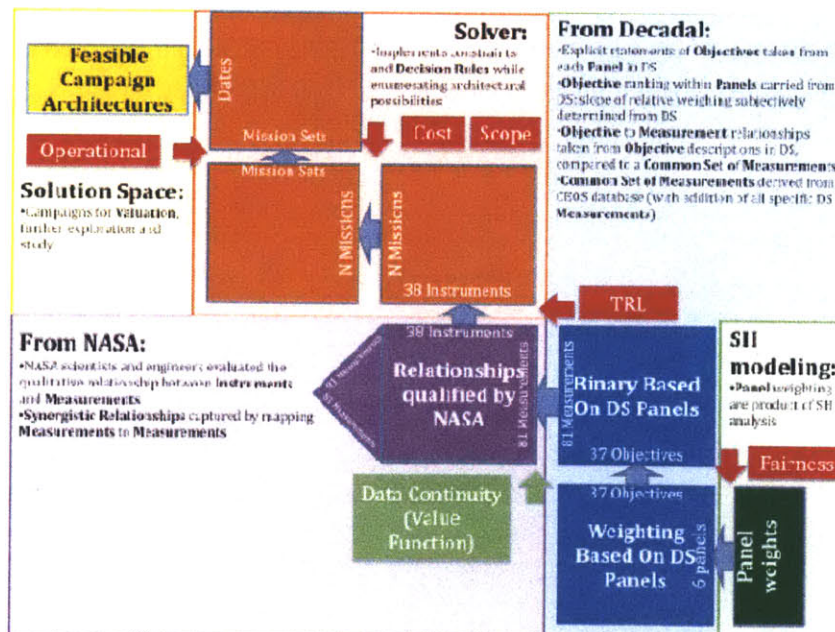 Feasible
Campaign
Architectures
Dates
Mission Sets
Solver:
•Implements constraints
and Decision Rules while
enumerating architectural
possibilities
Cost
Scope
From Decadal:
•Explicit statements of Objectives taken from
each Panel in DS
•Objective ranking within Panels carried from
DS: slope of relative weighing subjectively
determined from DS
•Objective to Measurement relationships
taken from Objective descriptions in DS,
compared to a Common Set of Measurements
•Common Set of Measurements derived from
CEOS database (with addition of all specific DS
Measurements)
Operational
Solution Space:
•Campaigns for Valuation,
further exploration and
study
Mission Sets
N Missions
N Missions
38 Instruments
TRL
From NASA:
•NASA scientists and engineers evaluated the
qualitative relationship between Instruments
and Measurements
•Synergistic Relationships captured by mapping
Measurements to Measurements
38 Instruments
Relationships
qualified by
NASA
81 Measurements
81 Measurements
Binary Based
On DS Panels
37 Objectives
SH
modeling:
•Panel weighting
are product of SH
analysis
Fairness
Data Continuity
(Value
Function)
37 Objectives
Weighting
Based On DS
Panels
6 panels
Panel
weights